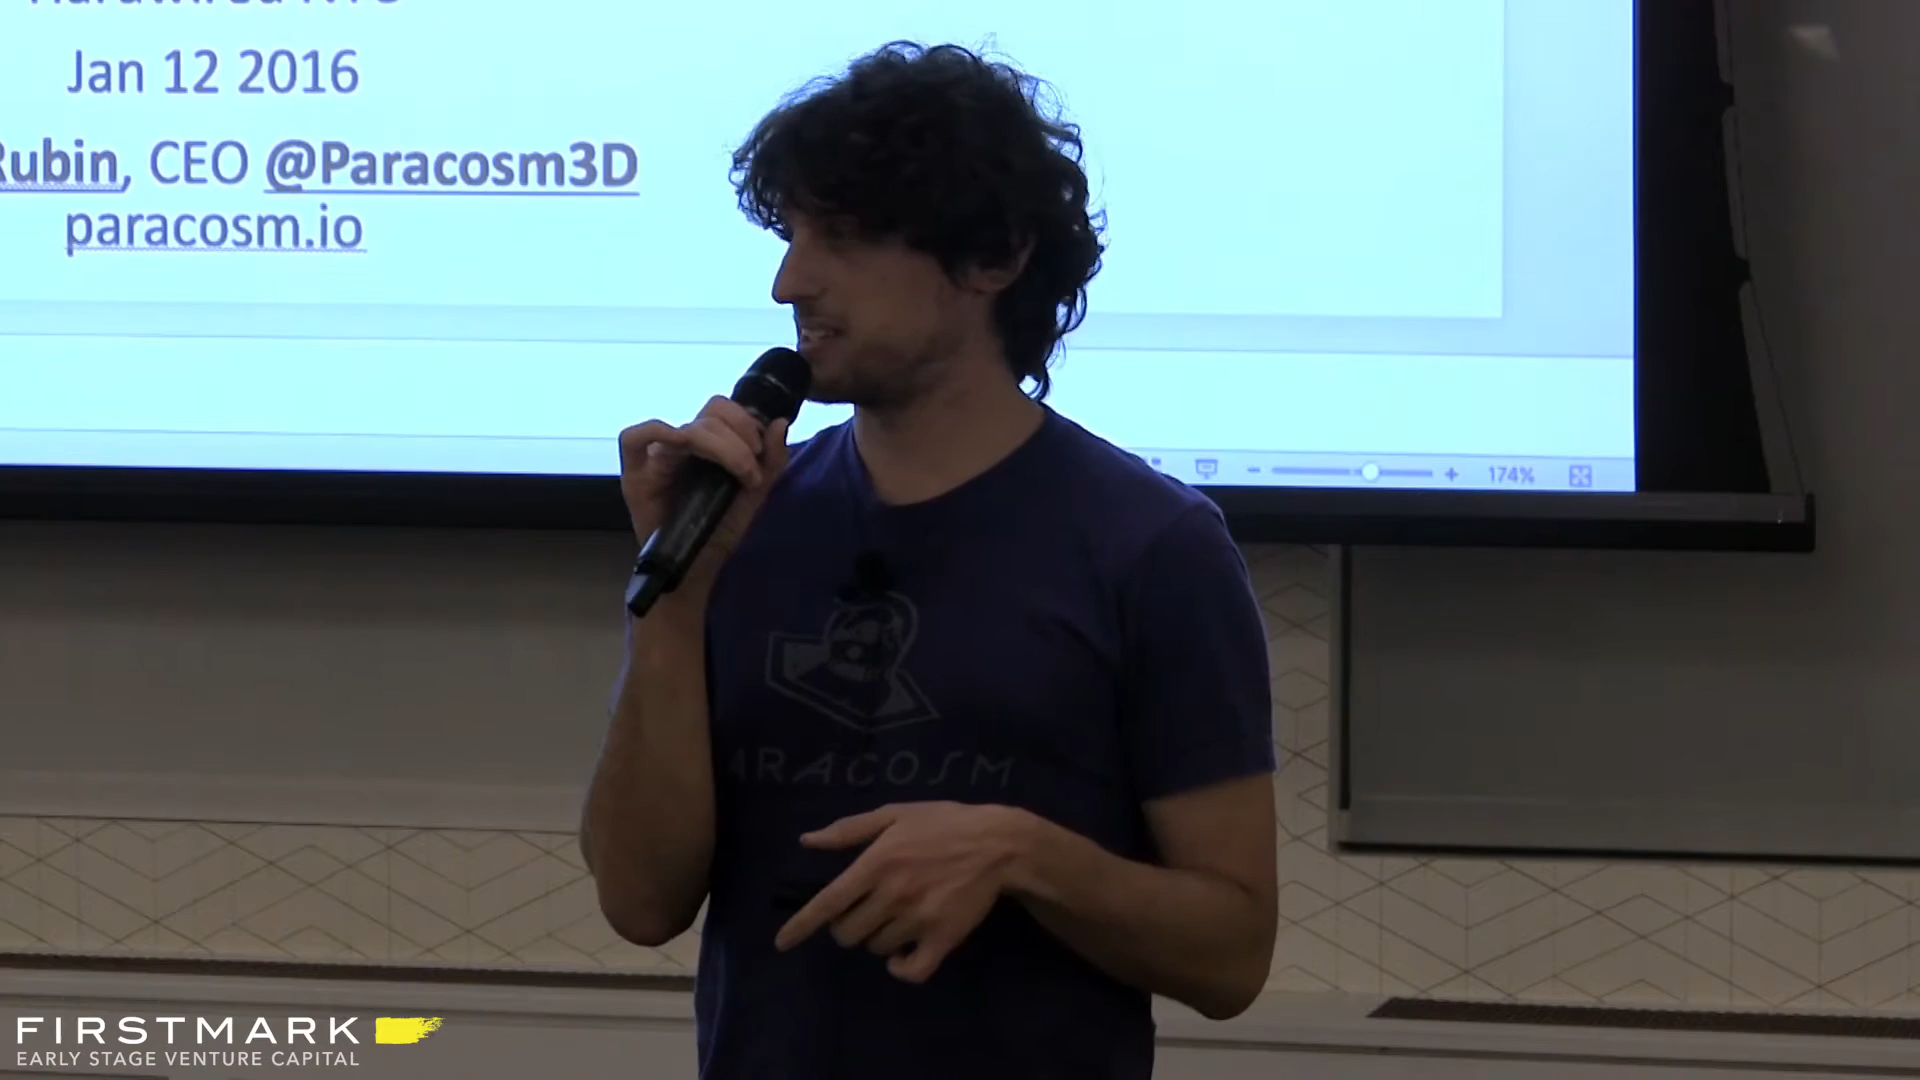 Jan 12 2016
Rubin, CEO @Paracosm3D
paracosm.io
174%
ARACOSM
FIRSTMARK
EARLY STAGE VENTURE CAPITAL